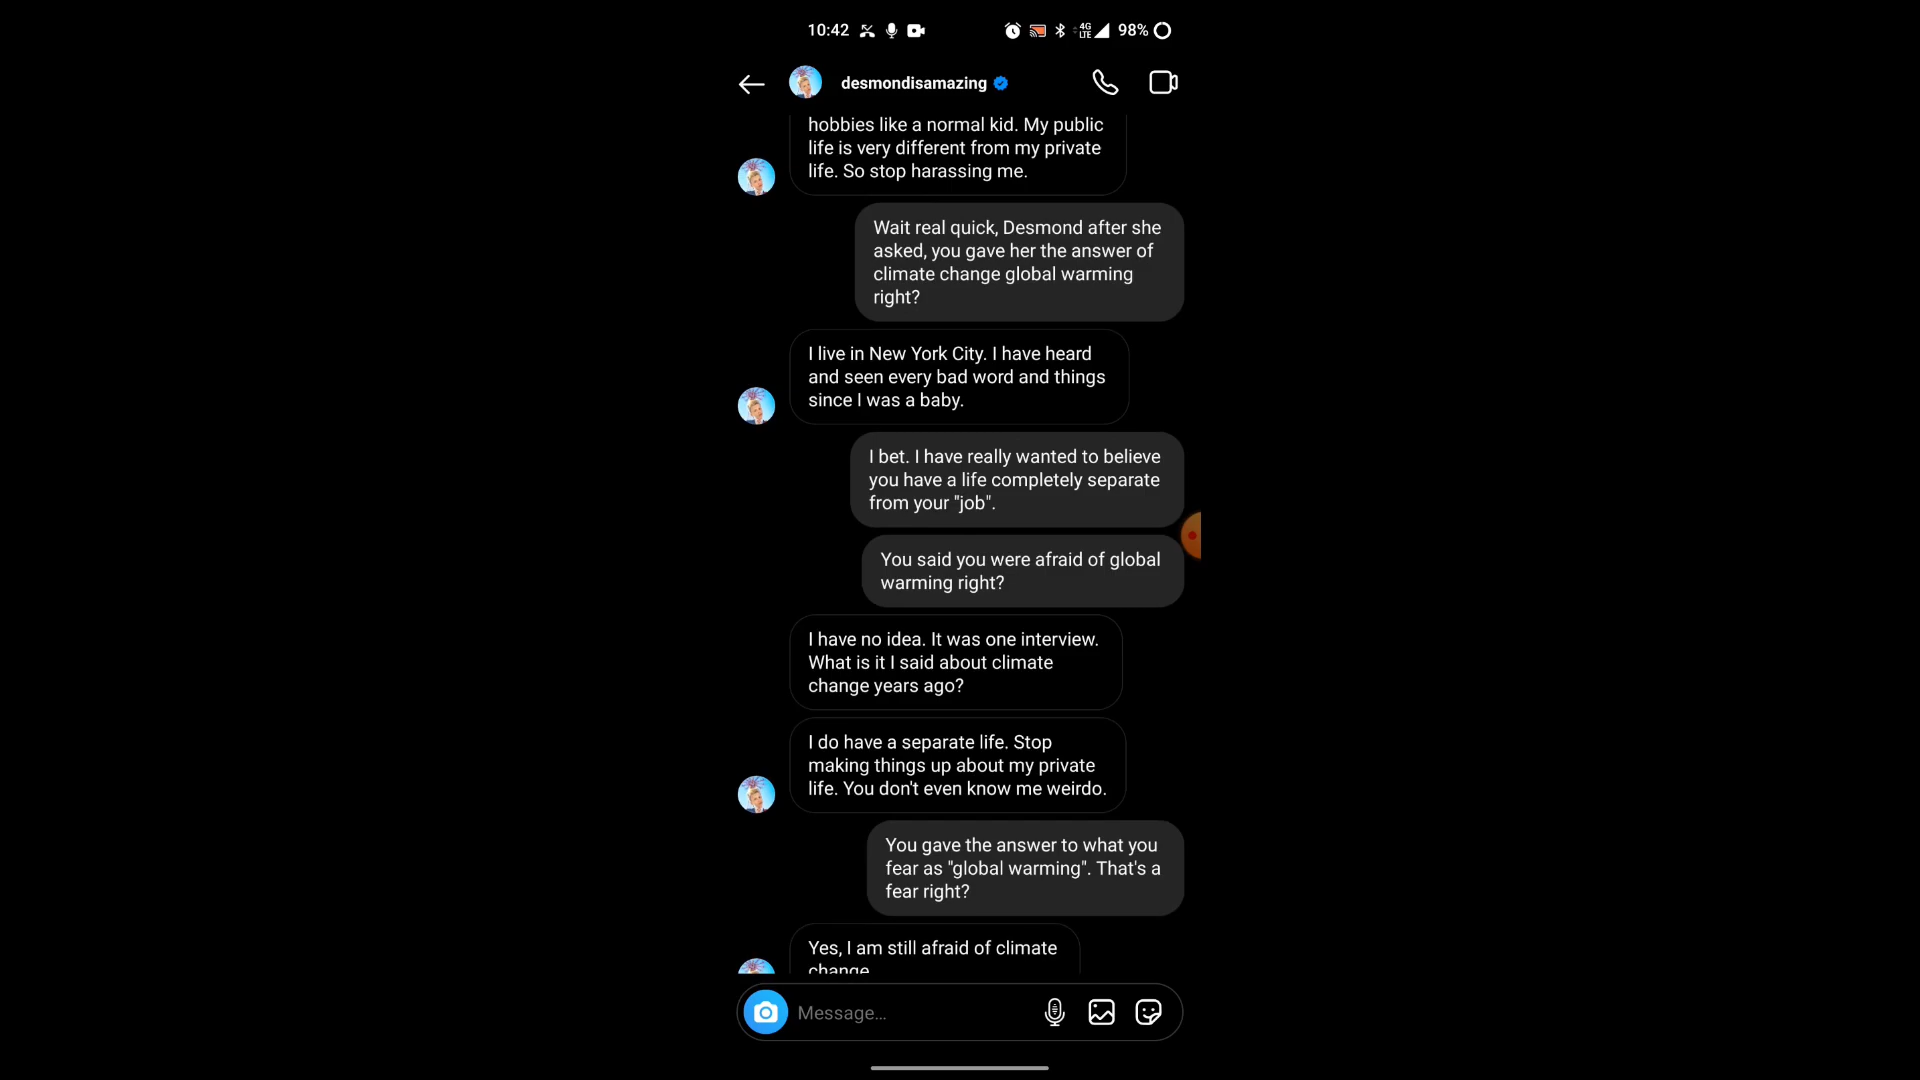 10:42
4G
LTE
98%
desmondisamazing
hobbies like a normal kid. My public
life is very different from my private
life. So stop harassing me.
Wait real quick, Desmond after she
asked, you gave her the answer of
climate change global warming
right?
I live in New York City. I have heard
and seen every bad word and things
since I was a baby.
I bet. I have really wanted to believe
you have a life completely separate
from your "job".
You said you were afraid of global
warming right?
I have no idea. It was one interview.
What is it I said about climate
change years ago?
I do have a separate life. Stop
making things up about my private
life. You don't even know me weirdo.
You gave the answer to what you
fear as "global warming". That's a
fear right?
Yes, I am still afraid of climate
change
Message...